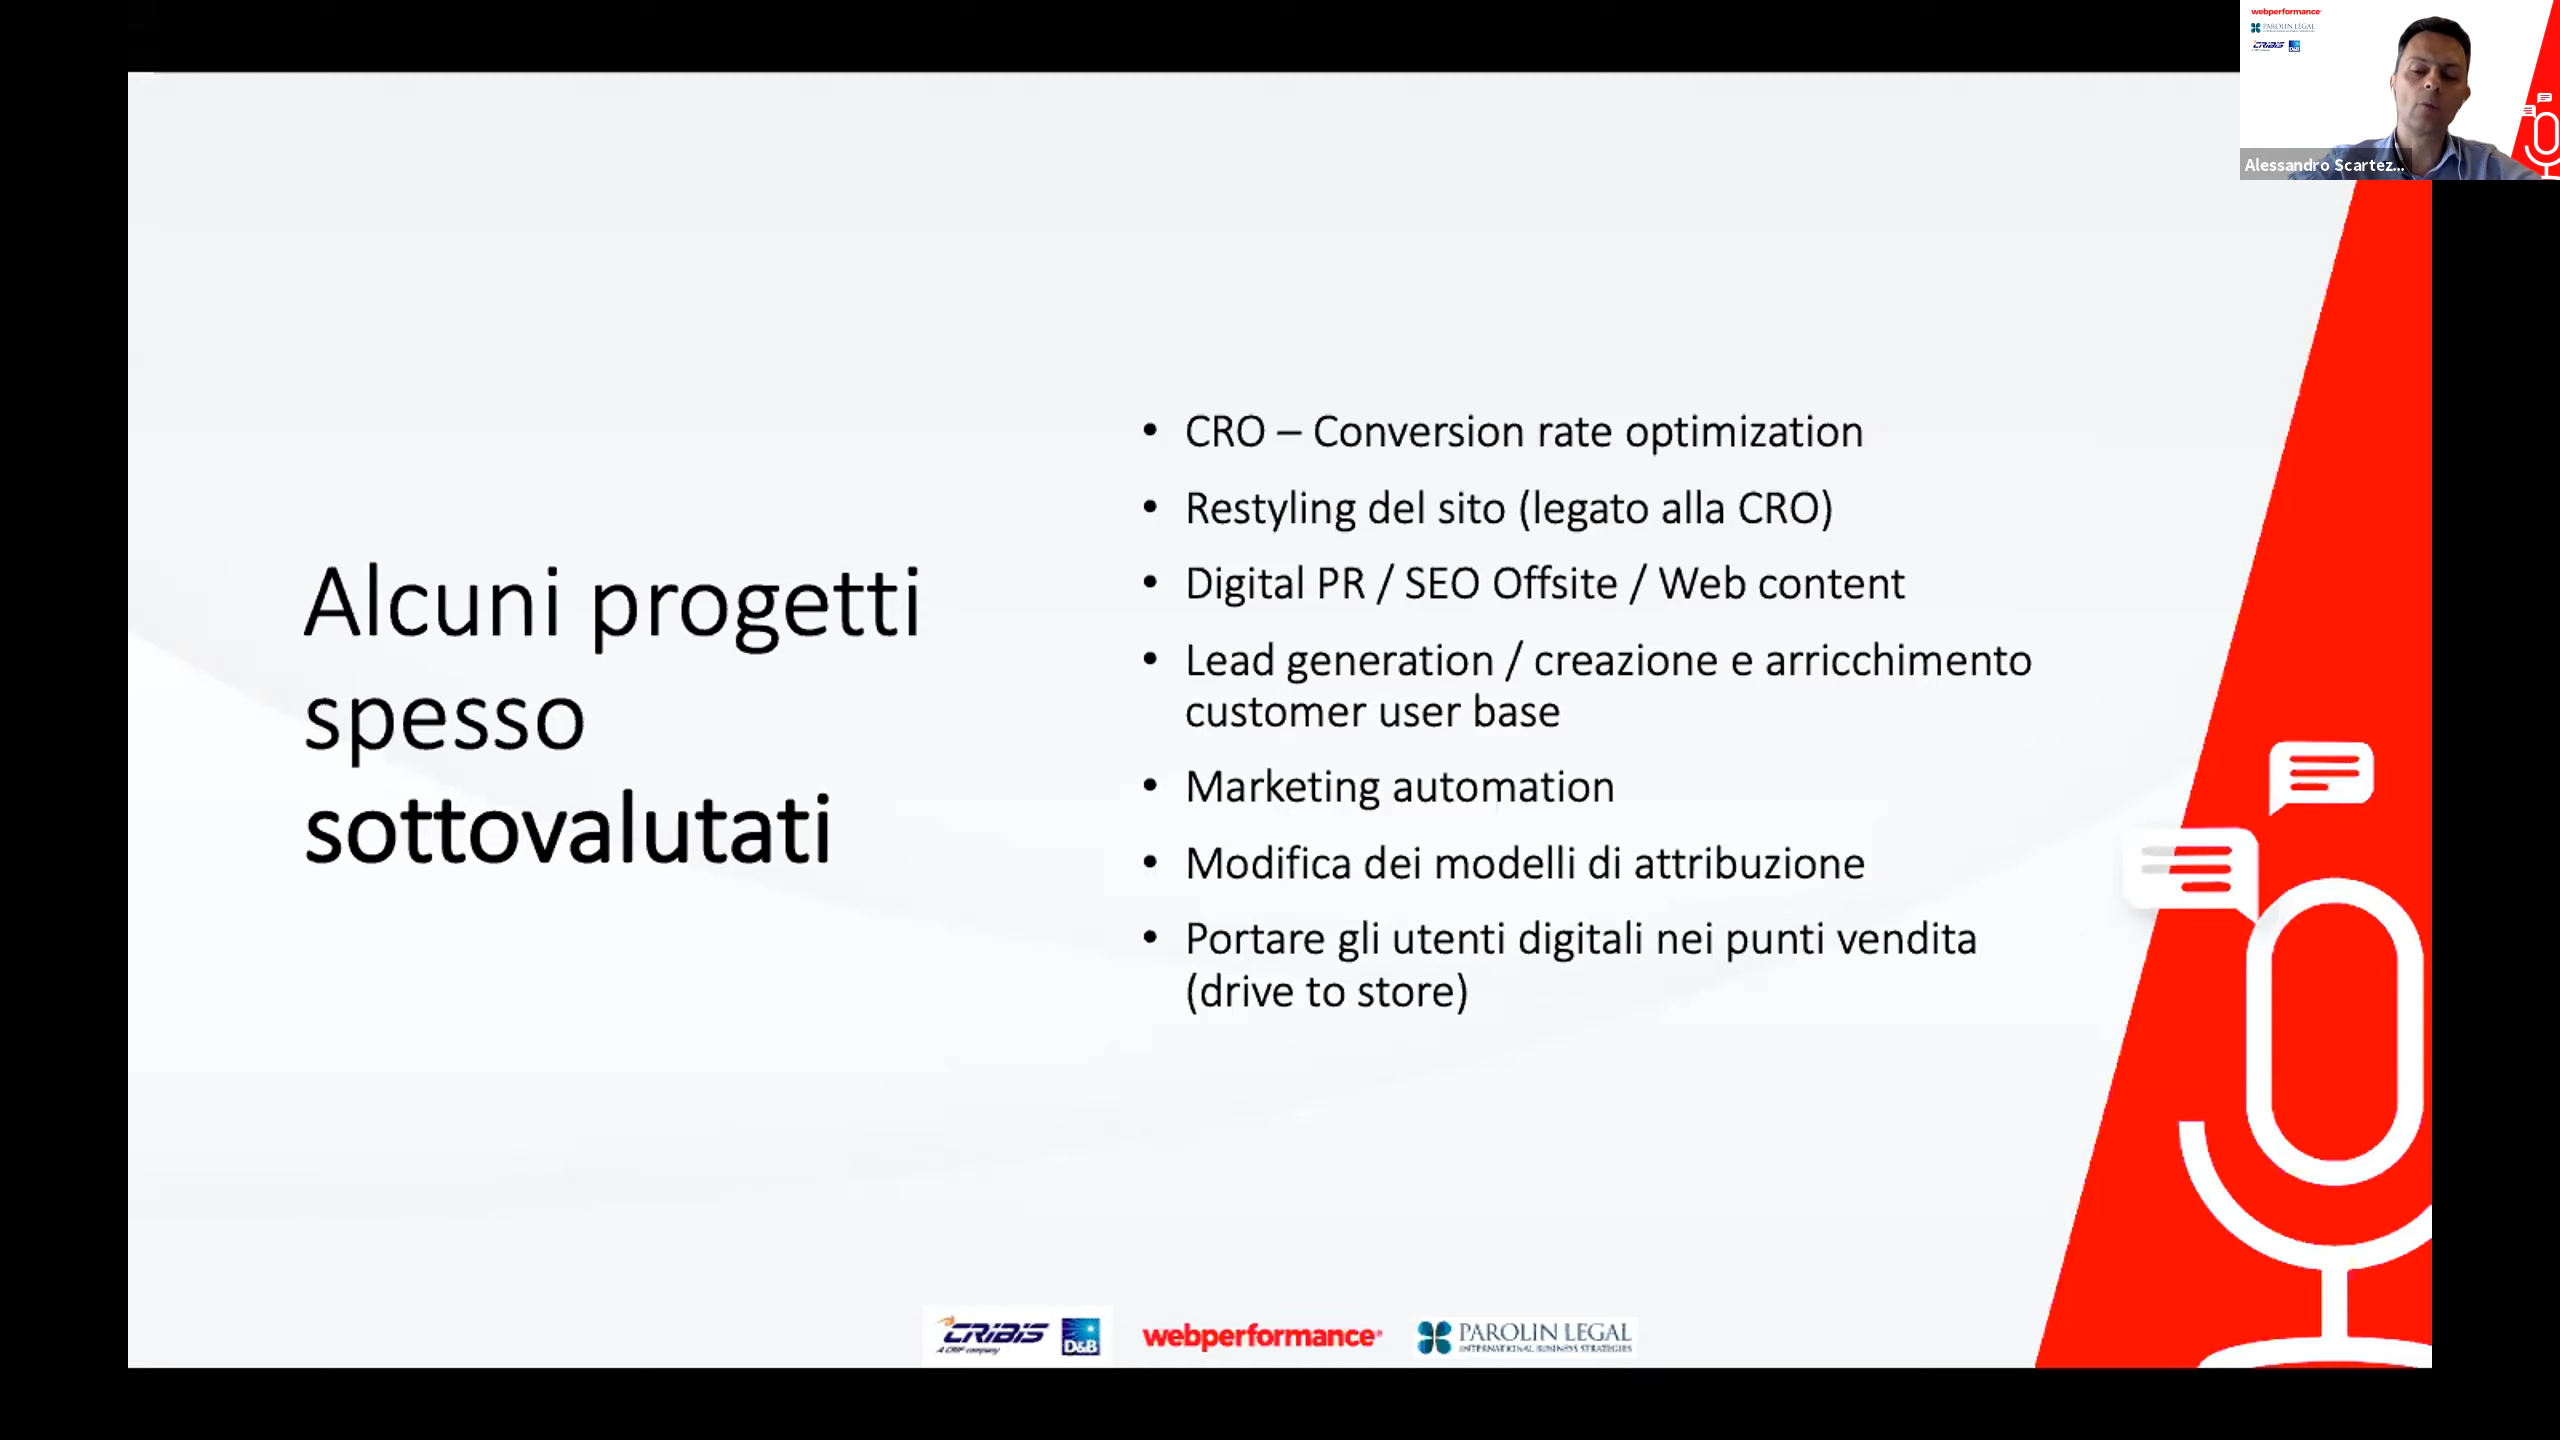 Alcuni progetti
spesso
sottovalutati
• CRO – Conversion rate optimization
• Restyling del sito (legato alla CRO)
• Digital PR / SEO Offsite / Web content
• Lead generation / creazione e arricchimento
customer user base
• Marketing automation
• Modifica dei modelli di attribuzione
• Portare gli utenti digitali nei punti vendita
(drive to store)
CRIBIS
A CRIF company
D&B
webperformance
PAROLIN LEGAL
INTERNATIONAL BUSINESS STRATEGIES
webperformance
PAROLIN LEGAL
CRIBIS
D&B
Alessandro Scartez...